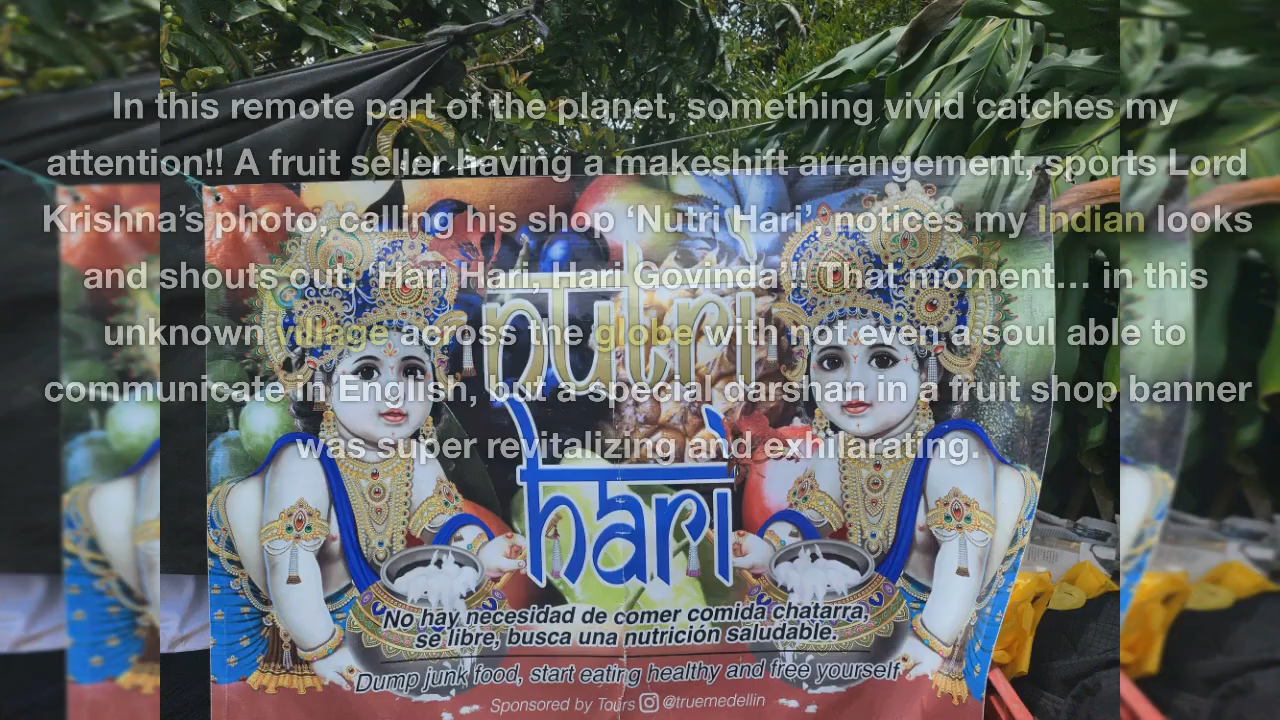 In this remote part of the planet, something vivid catches my
attention!! A fruit seller having a makeshift arrangement, sports Lord
Krishna’s photo, calling his shop ‘Nutri Hari’, notices my Indian looks
and shouts out, Hari Hari, Hari Govinda !!! That moment... in this
unknown village across the globe with not even a soul able to
communicate in English, but a special darshan in a fruit shop banner
was super revitalizing and exhilarating.
nutri
hari
No hay necesidad de comer comida chatarra,
se libre, busca una nutrición saludable.
Dump junk food, start eating healthy and free yourself
Sponsored by Tours @truemedellin